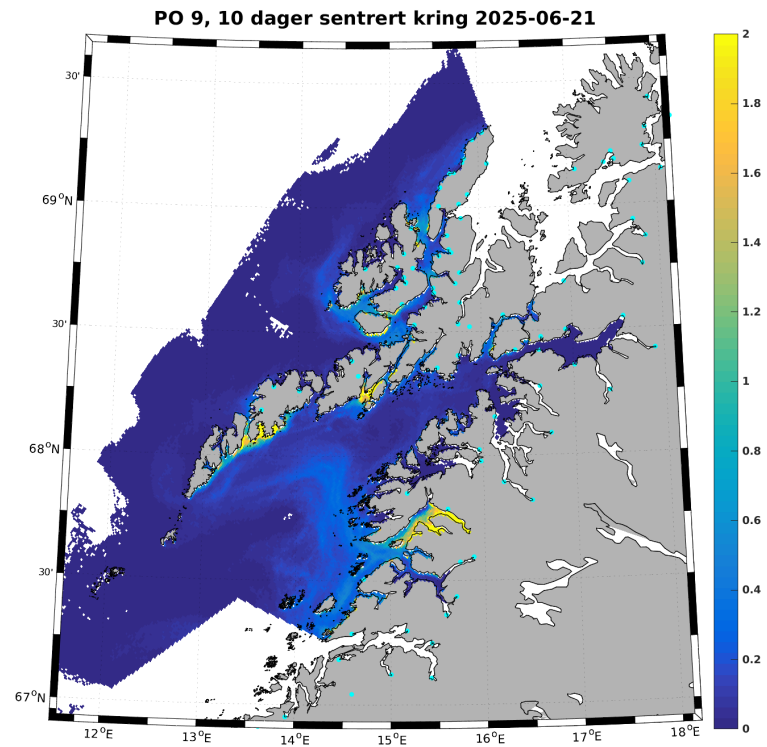 PO 9, 10 dager sentrert kring 2025-06-21
30'
69°N
30'
68°N
30'
67°N
12°E
13°E
14°E
15°E
16°E
17°E
18°E
2
1.8
1.6
1.4
1.2
1
0.8
0.6
0.4
0.2
0